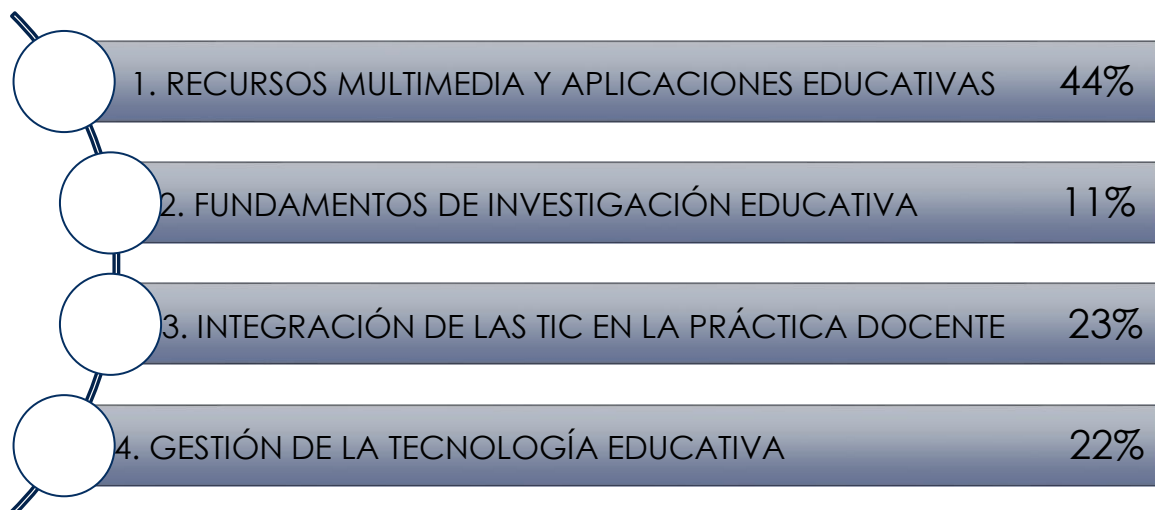 1. RECURSOS MULTIMEDIA Y APLICACIONES EDUCATIVAS 44%
2. FUNDAMENTOS DE INVESTIGACIÓN EDUCATIVA 11%
3. INTEGRACIÓN DE LAS TIC EN LA PRÁCTICA DOCENTE 23%
4. GESTIÓN DE LA TECNOLOGÍA EDUCATIVA 22%